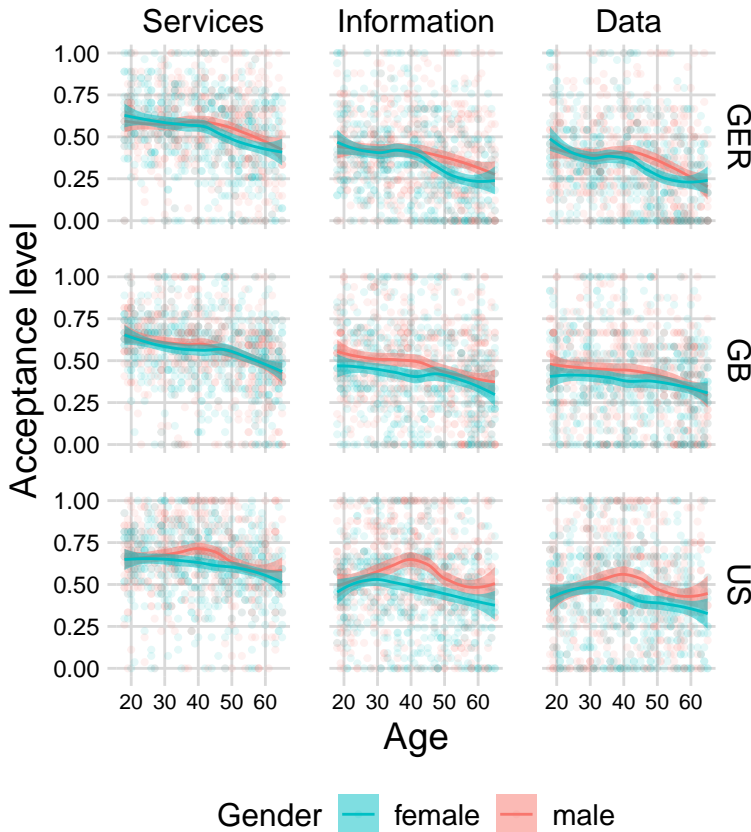 Services Information Data
1.00
0.75
0.50
0.25
0.00
GER
1.00
0.75
0.50
0.25
0.00
GB
1.00
0.75
0.50
0.25
0.00
US
Acceptance level
20 30 40 50 60 20 30 40 50 60 20 30 40 50 60
Age
Gender female male